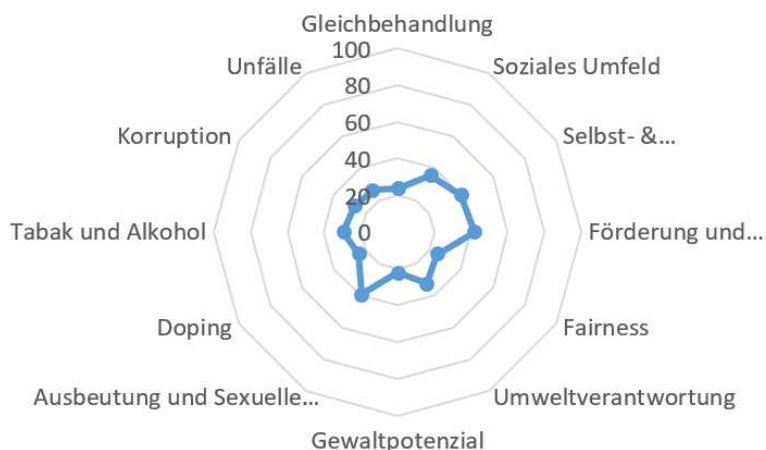 Gleichbehandlung
100
Unfälle
Soziales Umfeld
80
60
Korruption
Selbst- &...
40
20
Tabak und Alkohol
0
Förderung und...
Doping
Fairness
Ausbeutung und Sexuelle...
Umweltverantwortung
Gewaltpotenzial